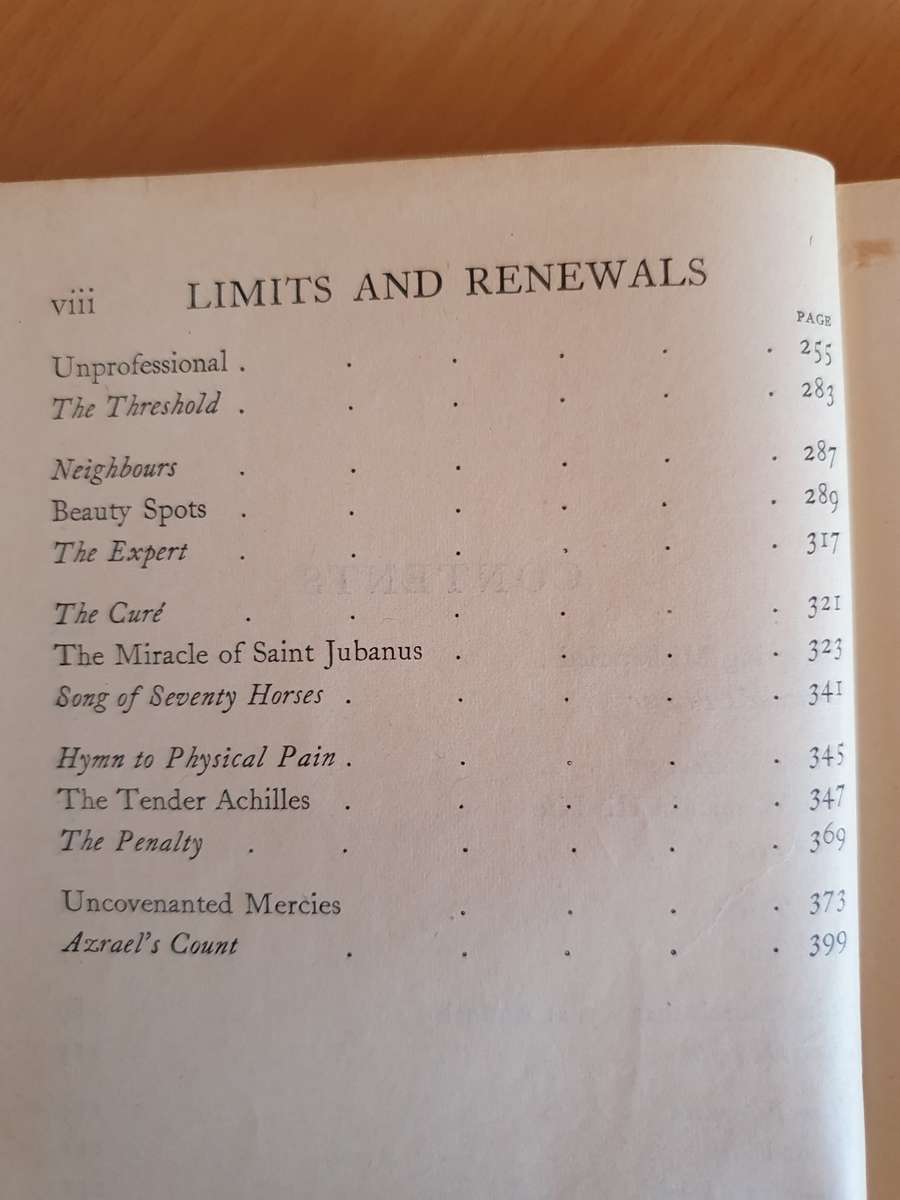 viii LIMITS AND RENEWALS
PAGE
Unprofessional . . . . . . 255
The Threshold . . . . . . 283
Neighbours . . . . . . 287
Beauty Spots . . . . . . 289
The Expert . . . . . . 317
The Curé . . . . . . 321
The Miracle of Saint Jubanus . . . . 323
Song of Seventy Horses . . . . . 341
Hymn to Physical Pain . . . . . 345
The Tender Achilles . . . . . 347
The Penalty . . . . . . 369
Uncovenanted Mercies . . . . 373
Azrael's Count . . . . . 399
CONTENTS